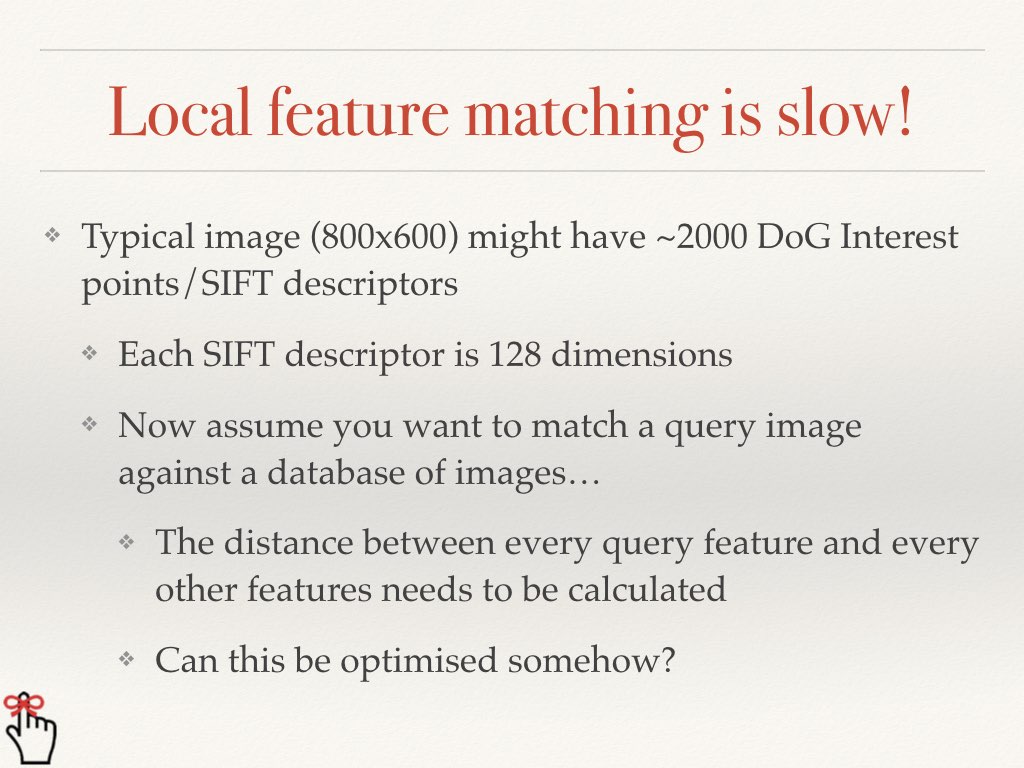 Local feature matching is slow!
Typical image (800x600) might have ~2000 DoG Interest
points/SIFT descriptors
Each SIFT descriptor is 128 dimensions
Now assume you want to match a query image
against a database of images…
The distance between every query feature and every
other features needs to be calculated
Can this be optimised somehow?